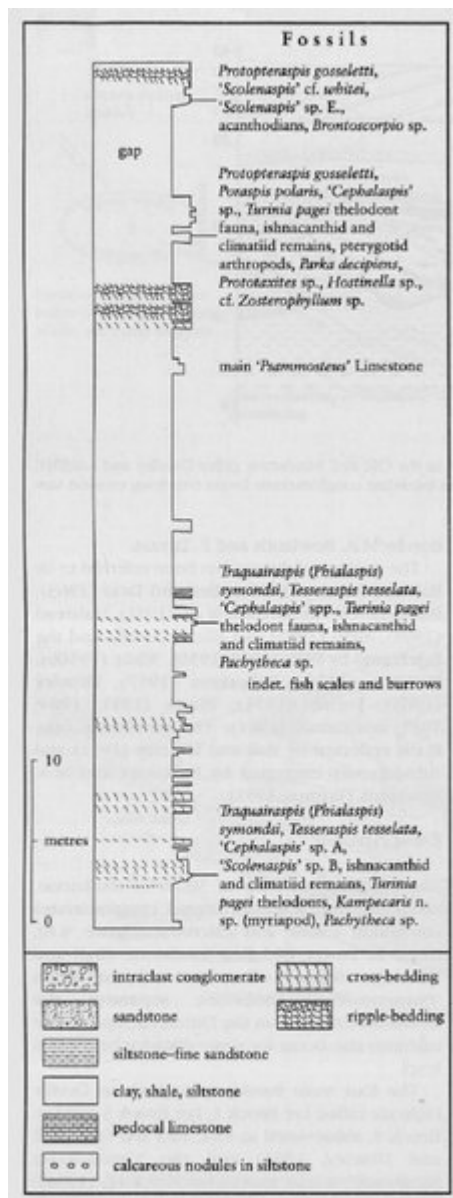 Fossils
Protopteraspis gosseletti,
'Scolenaspis' cf. whitei,
'Scolenaspis' sp. E.,
acanthodians, Brontoscorpio sp.
gap
Protopteraspis gosseletti,
Poraspis polaris, 'Cephalaspis'
sp., Turinia pagei thelodont
fauna, ishnacanthid and
climatiid remains, pterygotid
arthropods, Parka decipiens,
Prototaxites sp., Hostinella sp.,
cf. Zosterophyllum sp.
main 'Psammosteus' Limestone
Traquairaspis (Phialaspis)
symondsi, Tesseraspis tesselata,
'Cephalaspis' spp., Turinia pagei
thelodont fauna, ishnacanthid
and climatiid remains,
Pachytheca sp.
indet. fish scales and burrows
10
metres
0
Traquairaspis (Phialaspis)
symondsi, Tesseraspis tesselata,
'Cephalaspis' sp. A,
'Scolenaspis' sp. B, ishnacanthid
and climatiid remains, Turinia
pagei thelodonts, Kampecaris n.
sp. (myriapod), Pachytheca sp.
intraclast conglomerate
cross-bedding
sandstone
ripple-bedding
siltstone–fine sandstone
clay, shale, siltstone
pedocal limestone
calcareous nodules in siltstone